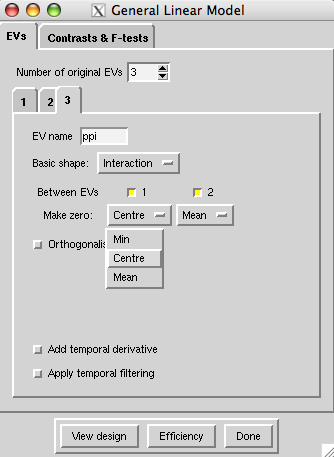 General Linear Model
EVs Contrasts & F-tests
Number of original EVs 3
1 2 3
EV name ppi
Basic shape: Interaction
Between EVs 1 2
Make zero: Centre Mean
Min
Orthogonalis
Centre
Mean
Add temporal derivative
Apply temporal filtering
View design Efficiency Done